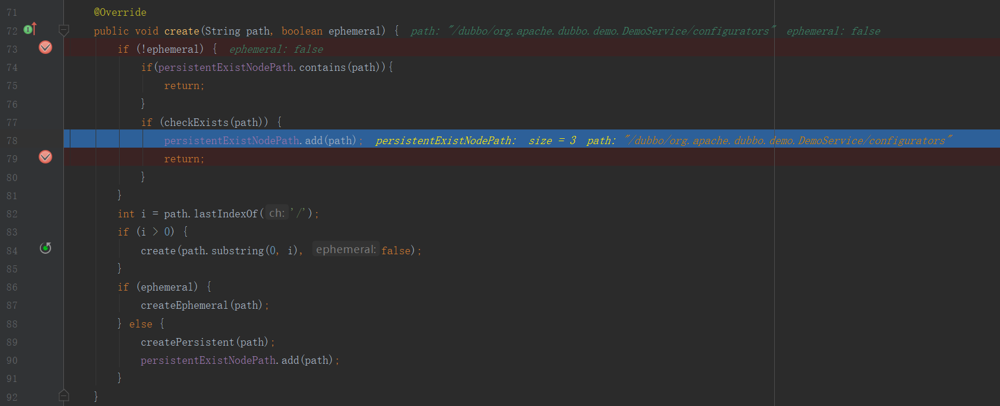 71 @Override
72 public void create(String path, boolean ephemeral) { path: "/dubbo/org.apache.dubbo.demo.DemoService/configurators" ephemeral: false
73 if (!ephemeral) { ephemeral: false
74 if(persistentExistNodePath.contains(path)){
75 return;
76 }
77 if (checkExists(path)) {
78 persistentExistNodePath.add(path); persistentExistNodePath: size = 3 path: "/dubbo/org.apache.dubbo.demo.DemoService/configurators"
79 return;
80 }
81 }
82 int i = path.lastIndexOf( ch: '/');
83 if (i > 0) {
84 create(path.substring(0, i), ephemeral: false);
85 }
86 if (ephemeral) {
87 createEphemeral(path);
88 } else {
89 createPersistent(path);
90 persistentExistNodePath.add(path);
91 }
92 }